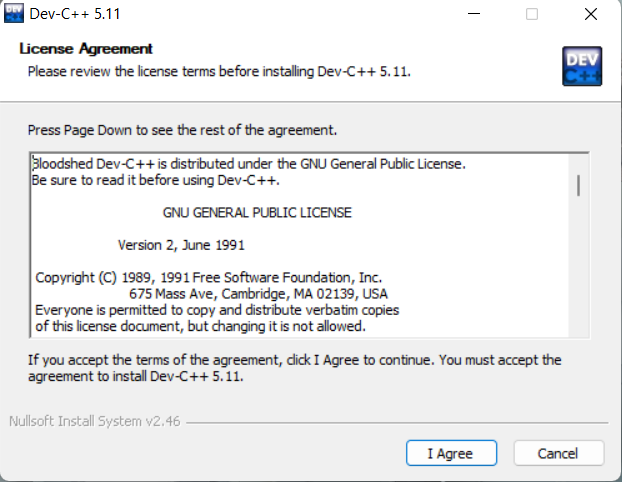 Dev-C++ 5.11
License Agreement
Please review the license terms before installing Dev-C++ 5.11.
DEV
C++
Press Page Down to see the rest of the agreement.
Bloodshed Dev-C++ is distributed under the GNU General Public License.
Be sure to read it before using Dev-C++.
GNU GENERAL PUBLIC LICENSE
Version 2, June 1991
Copyright (C) 1989, 1991 Free Software Foundation, Inc.
675 Mass Ave, Cambridge, MA 02139, USA
Everyone is permitted to copy and distribute verbatim copies
of this license document, but changing it is not allowed.
If you accept the terms of the agreement, click I Agree to continue. You must accept the
agreement to install Dev-C++ 5.11.
Nullsoft Install System v2.46
I Agree
Cancel